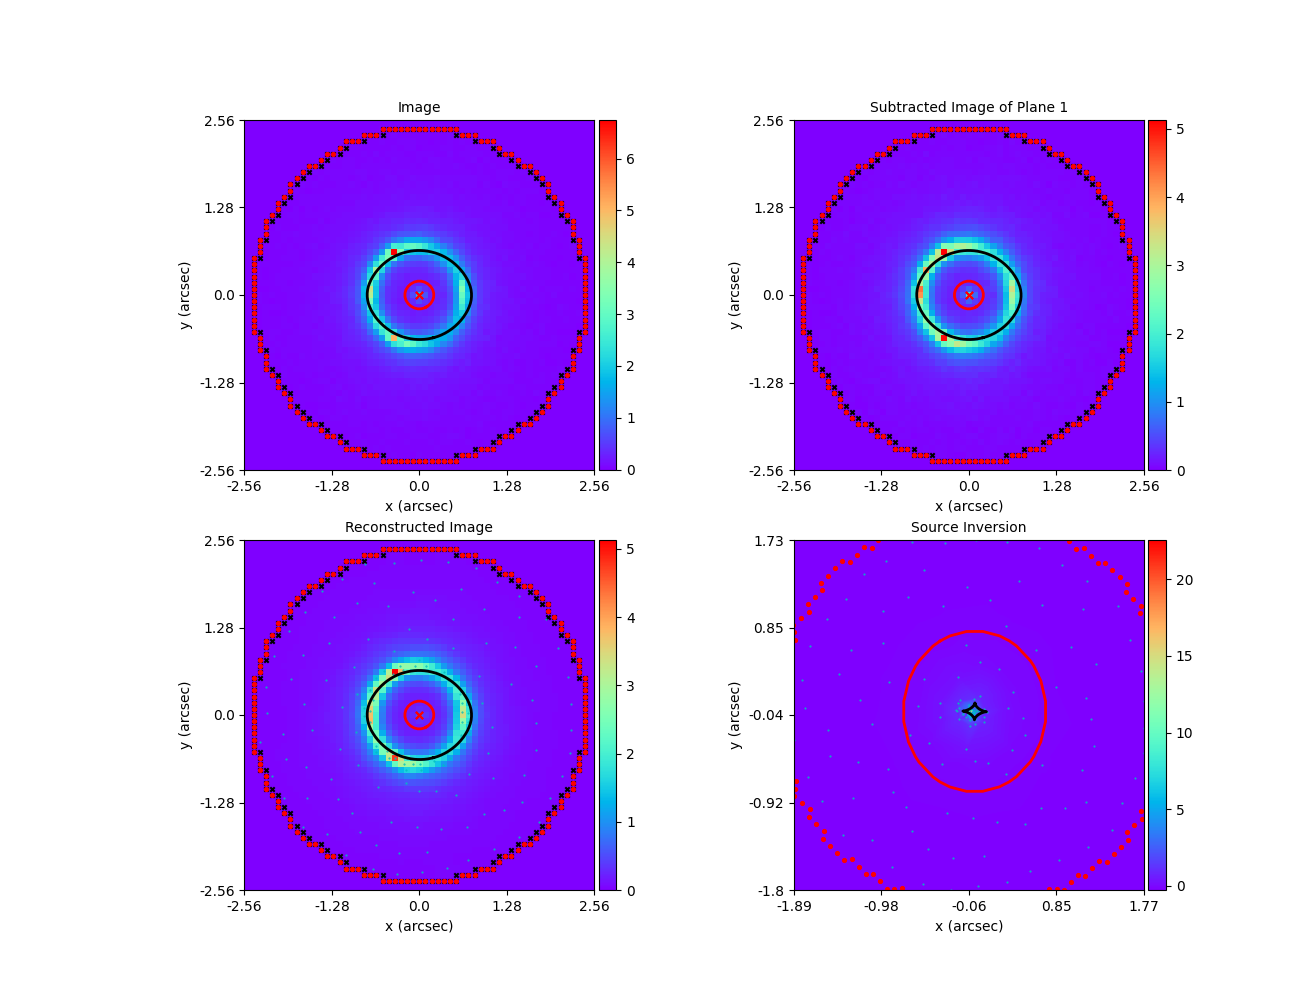 Image
2.56
1.28
0.0
-1.28
-2.56
y (arcsec)
-2.56 -1.28 0.0 1.28 2.56
x (arcsec)
6
5
4
3
2
1
0
Subtracted Image of Plane 1
2.56
1.28
0.0
-1.28
-2.56
y (arcsec)
-2.56 -1.28 0.0 1.28 2.56
x (arcsec)
5
4
3
2
1
0
Reconstructed Image
2.56
1.28
0.0
-1.28
-2.56
y (arcsec)
-2.56 -1.28 0.0 1.28 2.56
x (arcsec)
5
4
3
2
1
0
Source Inversion
1.73
0.85
-0.04
-0.92
-1.8
y (arcsec)
-1.89 -0.98 -0.06 0.85 1.77
x (arcsec)
20
15
10
5
0